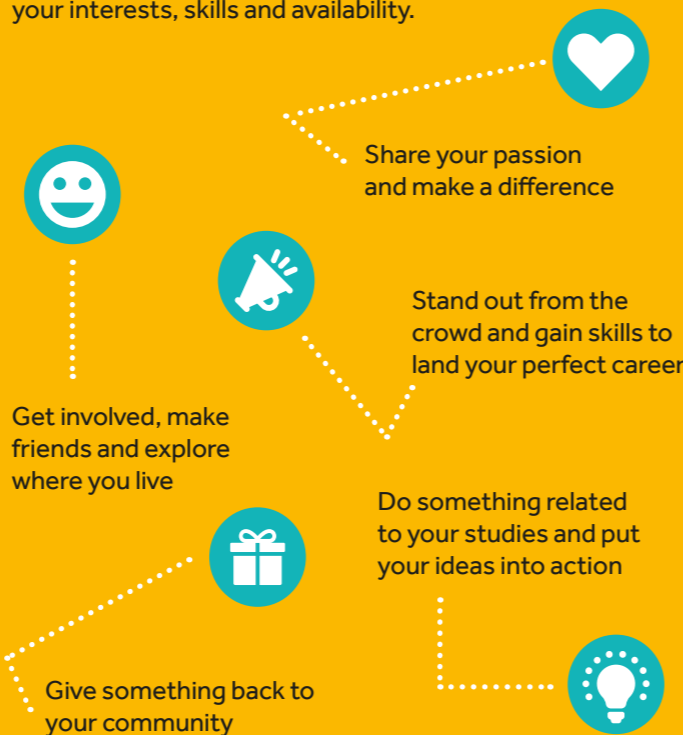 your interests, skills and availability.
Share your passion
and make a difference
Stand out from the
crowd and gain skills to
land your perfect career
Get involved, make
friends and explore
where you live
Do something related
to your studies and put
your ideas into action
Give something back to
your community